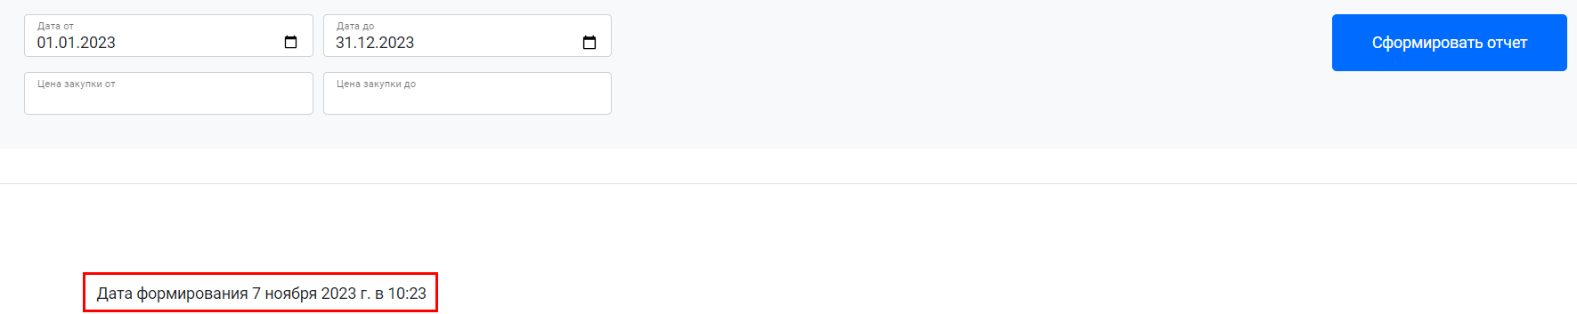 Дата от
01.01.2023
Дата до
31.12.2023
Сформировать отчет
Цена закупки от
Цена закупки до
Дата формирования 7 ноября 2023 г. в 10:23